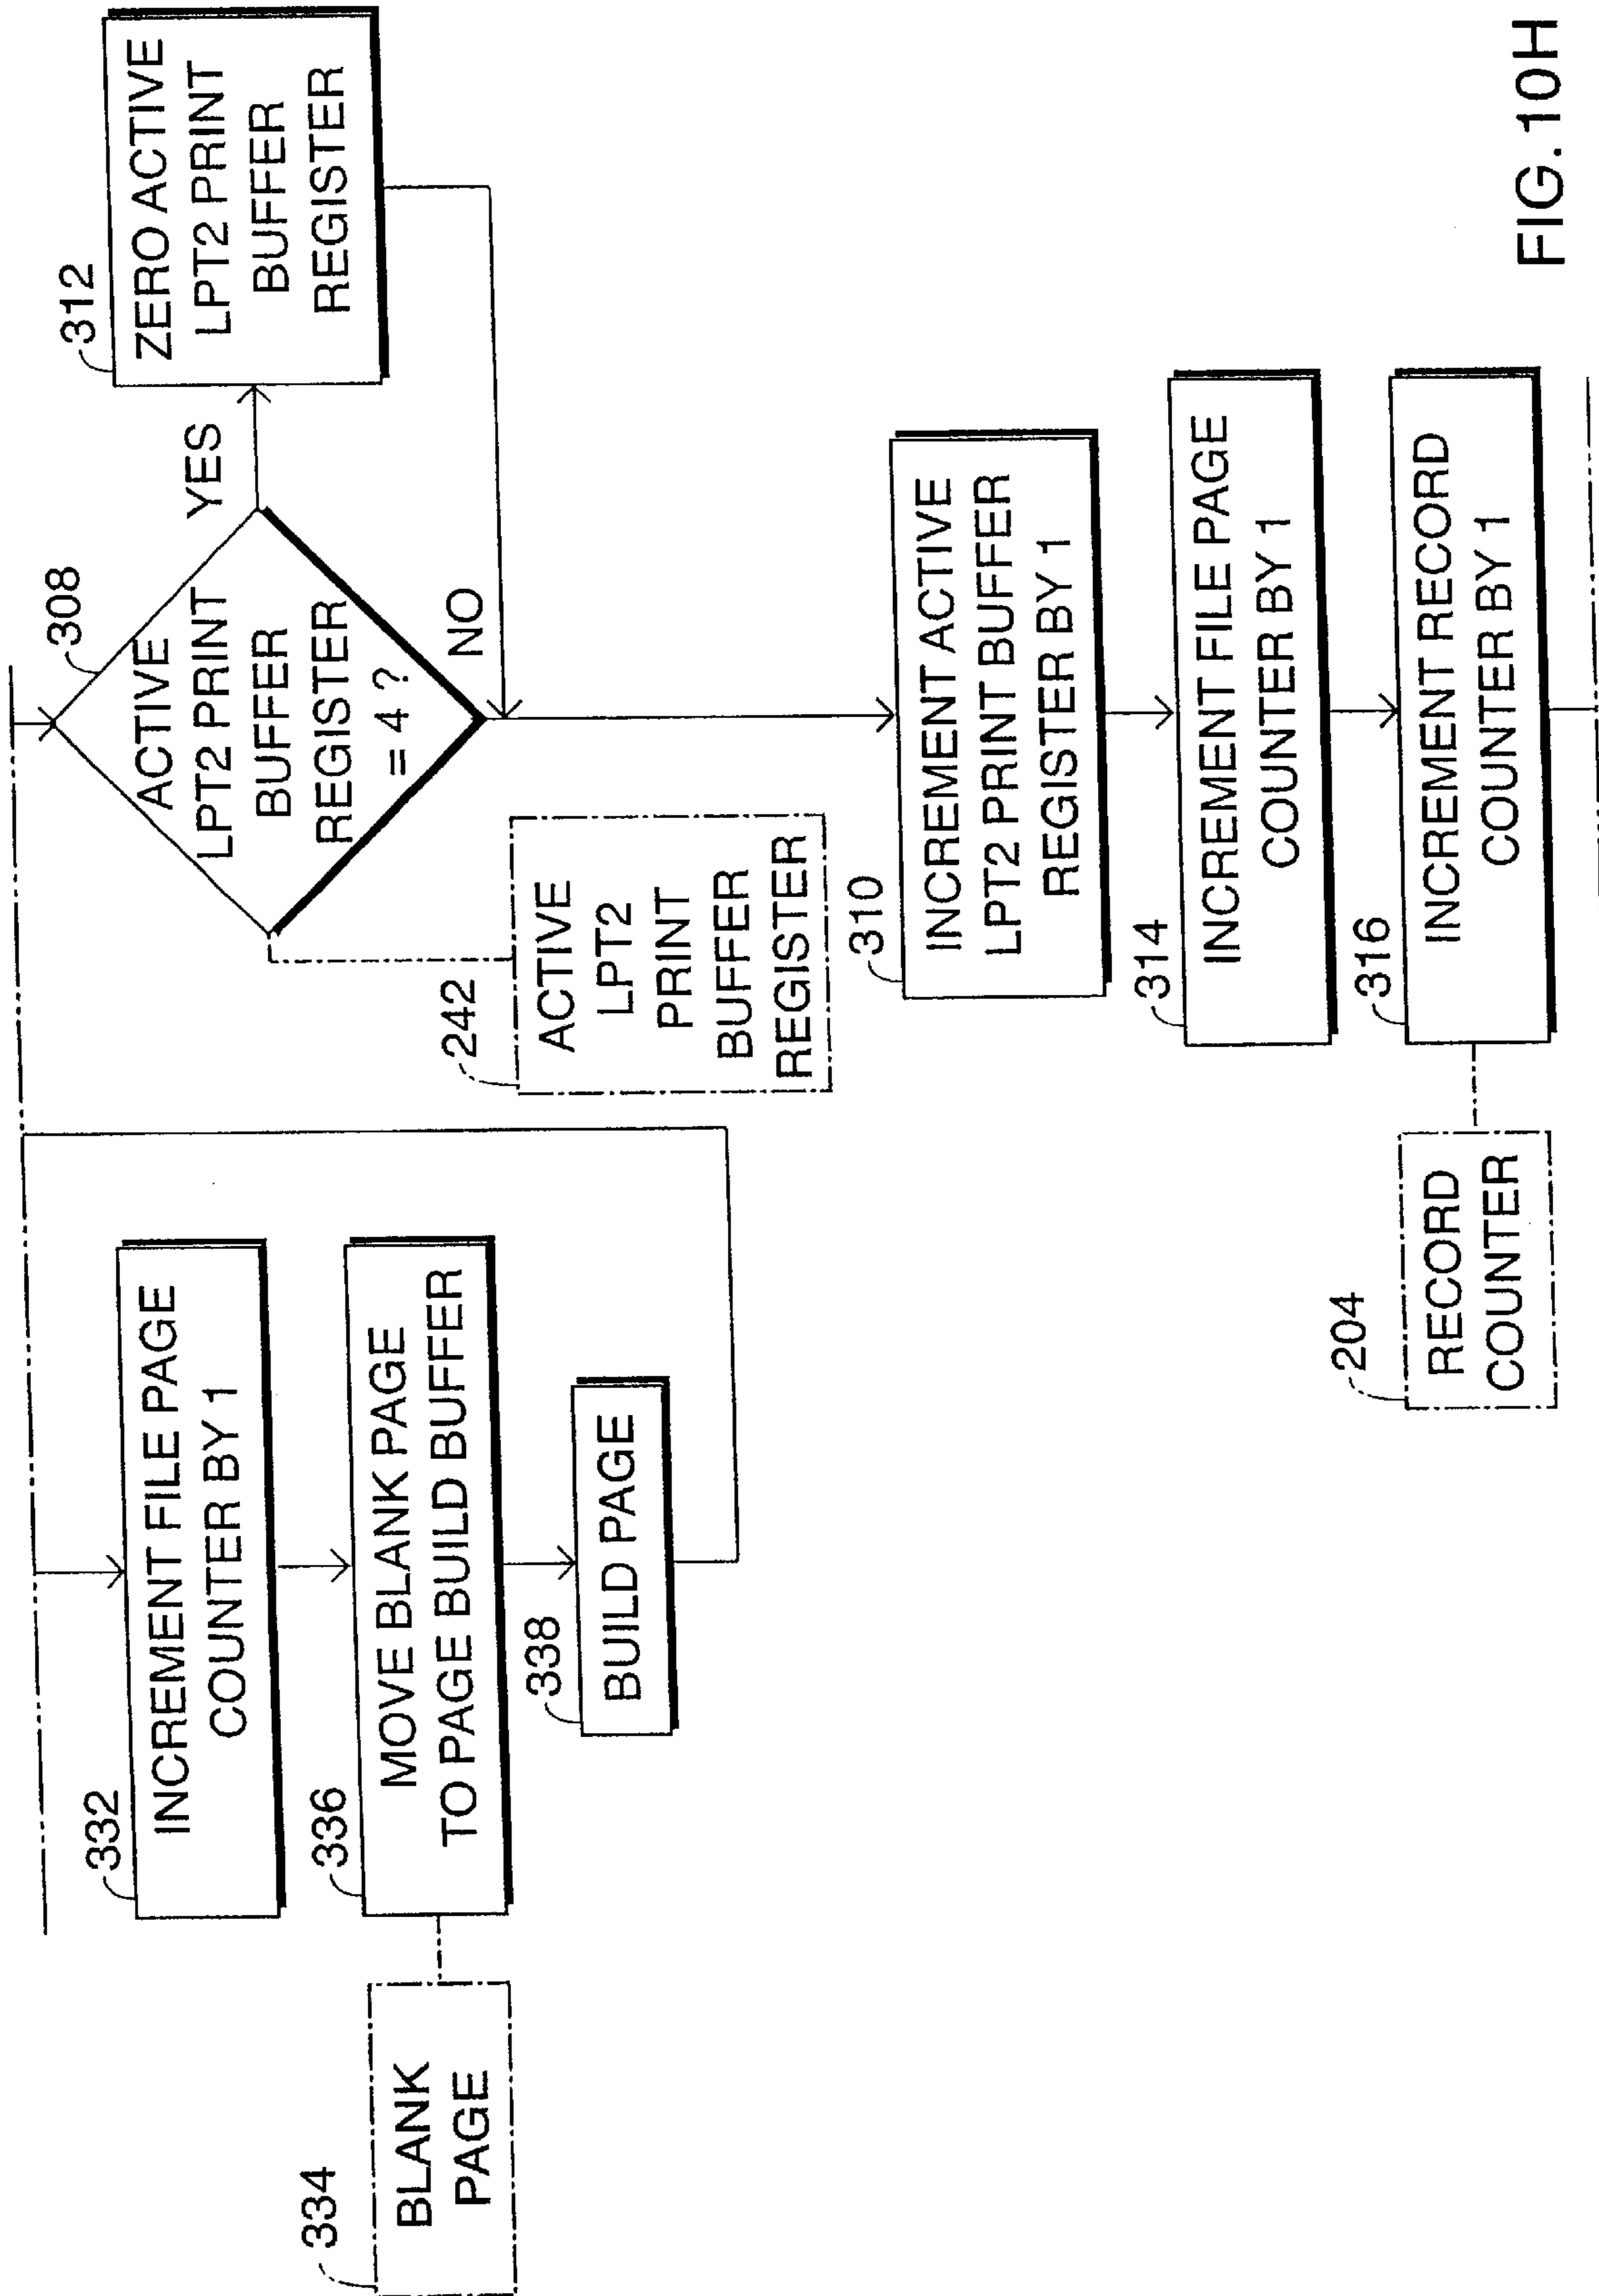 332
INCREMENT FILE PAGE
COUNTER BY 1
334
BLANK
PAGE
336
MOVE BLANK PAGE
TO PAGE BUILD BUFFER
338
BUILD PAGE
308
ACTIVE
LPT2 PRINT
BUFFER
REGISTER
= 4 ?
YES
NO
312
ZERO ACTIVE
LPT2 PRINT
BUFFER
REGISTER
242
ACTIVE
LPT2
PRINT
BUFFER
REGISTER
310
INCREMENT ACTIVE
LPT2 PRINT BUFFER
REGISTER BY 1
314
INCREMENT FILE PAGE
COUNTER BY 1
316
INCREMENT RECORD
COUNTER BY 1
204
RECORD
COUNTER
FIG. 10H